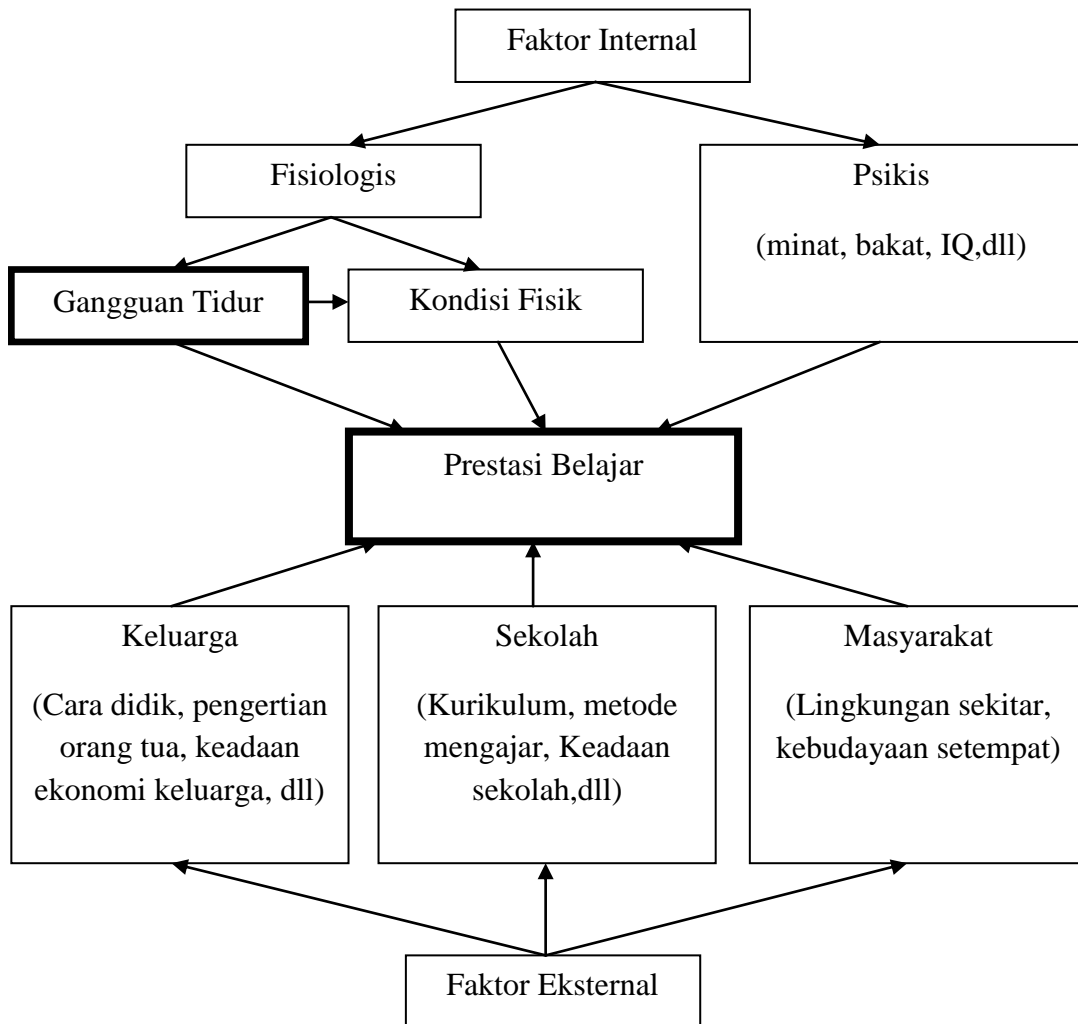 Faktor Internal
Fisiologis
Psikis
(minat, bakat, IQ,dll)
Gangguan Tidur
Kondisi Fisik
Prestasi Belajar
Keluarga
(Cara didik, pengertian
orang tua, keadaan
ekonomi keluarga, dll)
Sekolah
(Kurikulum, metode
mengajar, Keadaan
sekolah,dll)
Masyarakat
(Lingkungan sekitar,
kebudayaan setempat)
Faktor Eksternal